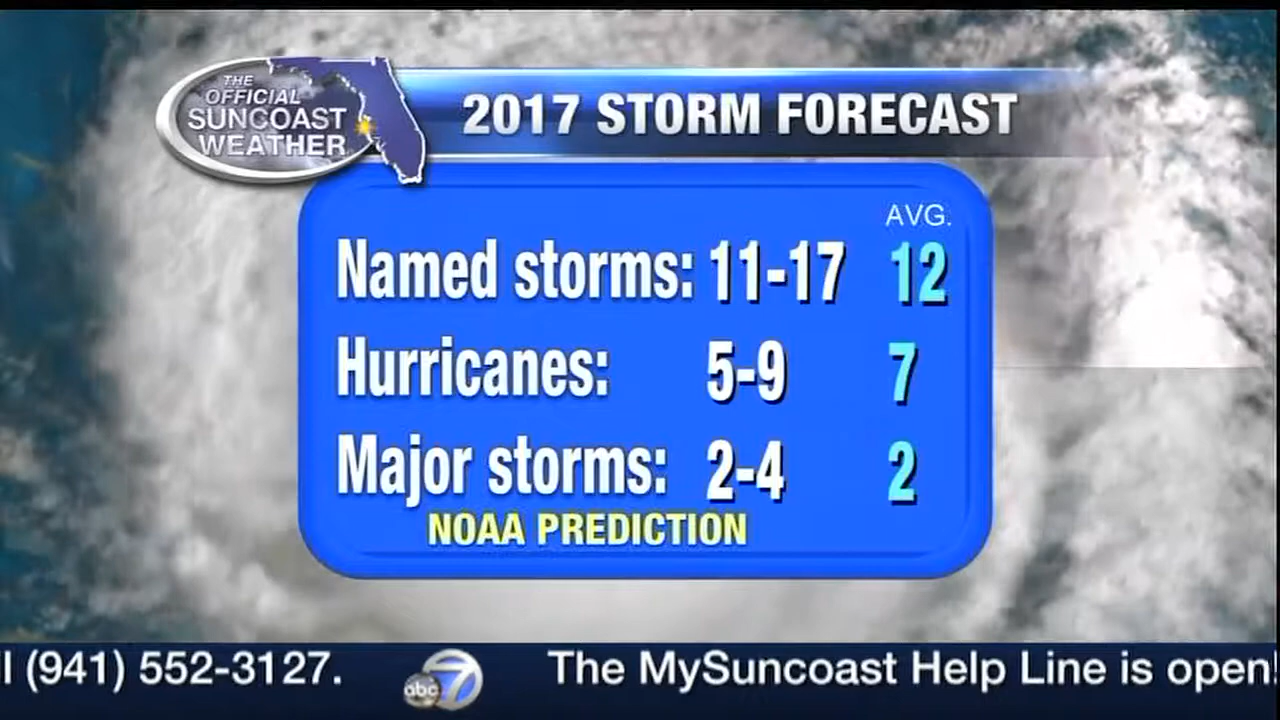 THE
OFFICIAL
SUNCOAST
WEATHER
2017 STORM FORECAST
AVG.
Named storms: 11-17 12
Hurricanes: 5-9 7
Major storms: 2-4 2
NOAA PREDICTION
(941) 552-3127. abc 7 The MySuncoast Help Line is open!